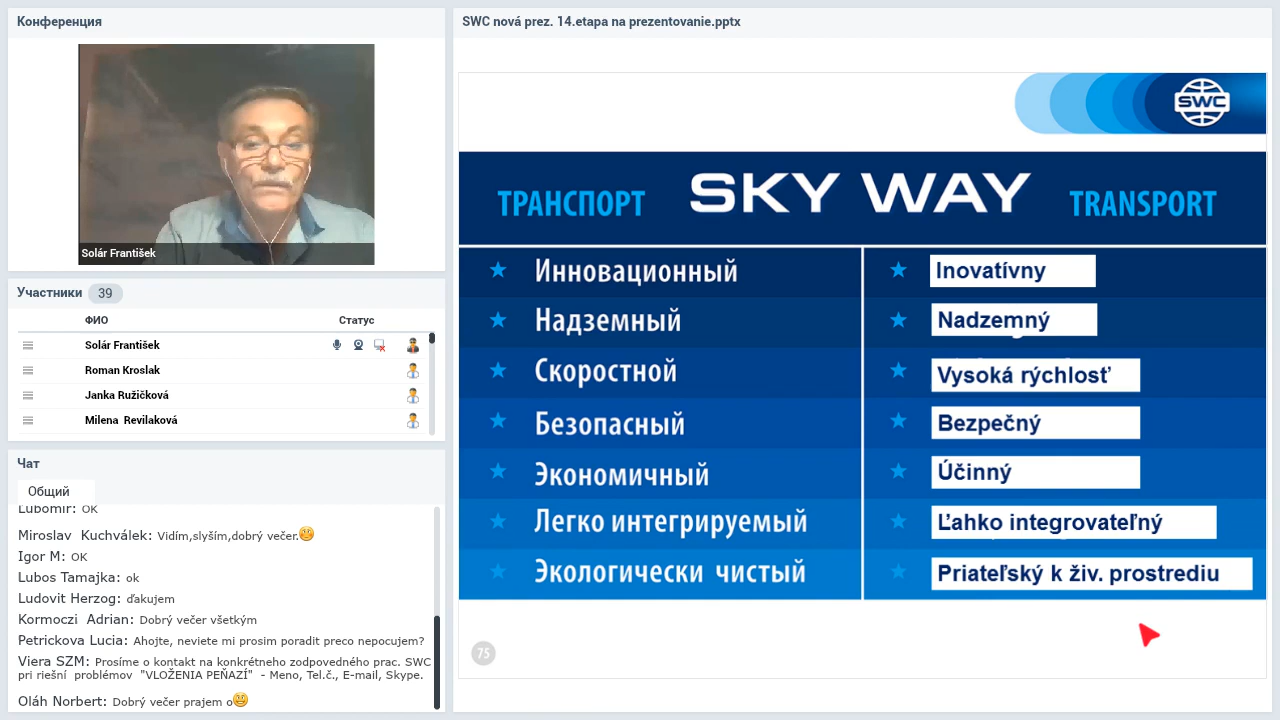 Конференция
Solár František
Участники 39
ФИО Статус
Solár František
Roman Kroslak
Janka Ružičková
Milena Revilaková
Чат
Общий
Lubomir: OK
Miroslav Kuchválek: Vidím,slyším,dobrý večer.
Igor M: OK
Lubos Tamajka: ok
Ludovit Herzog: ďakujem
Kormoczi Adrian: Dobrý večer všetkým
Petrickova Lucia: Ahojte, neviete mi prosim poradit preco nepocujem?
Viera SZM: Prosíme o kontakt na konkrétneho zodpovedného prac. SWC
pri riešní problémov "VLOŽENIA PEŇAZÍ" - Meno, Tel.č., E-mail, Skype.
Oláh Norbert: Dobrý večer prajem o
SWC nová prez. 14.etapa na prezentovanie.pptx
SWC
ТРАНСПОРТ SKY WAY TRANSPORT
Инновационный Inovatívny
Надземный Nadzemný
Скоростной Vysoká rýchlosť
Безопасный Bezpečný
Экономичный Účinný
Легко интегрируемый Ľahko integrovateľný
Экологически чистый Priateľský k živ. prostrediu
75